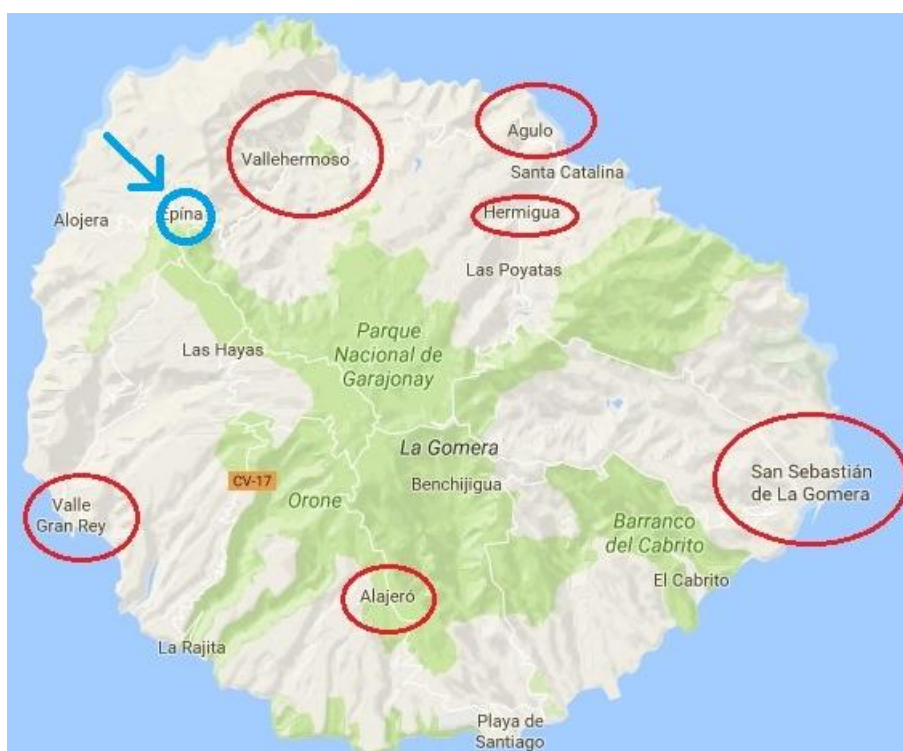 Agulo
Vallehermoso
Santa Catalina
Epina
Hermigua
Alojera
Las Poyatas
Parque
Nacional de
Garajonay
Las Hayas
La Gomera
CV-17
Benchijigua
San Sebastián
de La Gomera
Orone
Valle
Gran Rey
Barranco
del Cabrito
El Cabrito
Alajeró
La Rajita
Playa de
Santiago